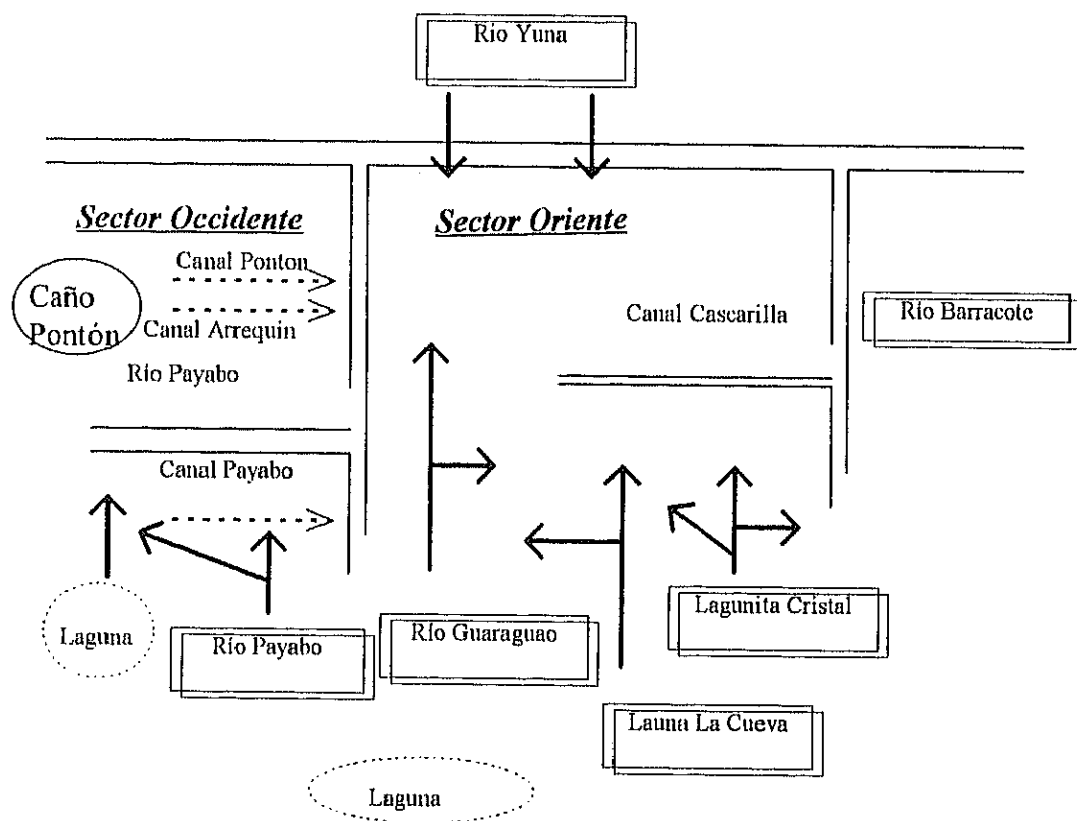 Río Yuna
Sector Occidente
Sector Oriente
Canal Ponton
Caño
Pontón
Canal Arrequín
Canal Cascarilla
Río Barracote
Río Payabo
Canal Payabo
Laguna
Río Payabo
Río Guaraguao
Lagunita Cristal
Launa La Cueva
Laguna